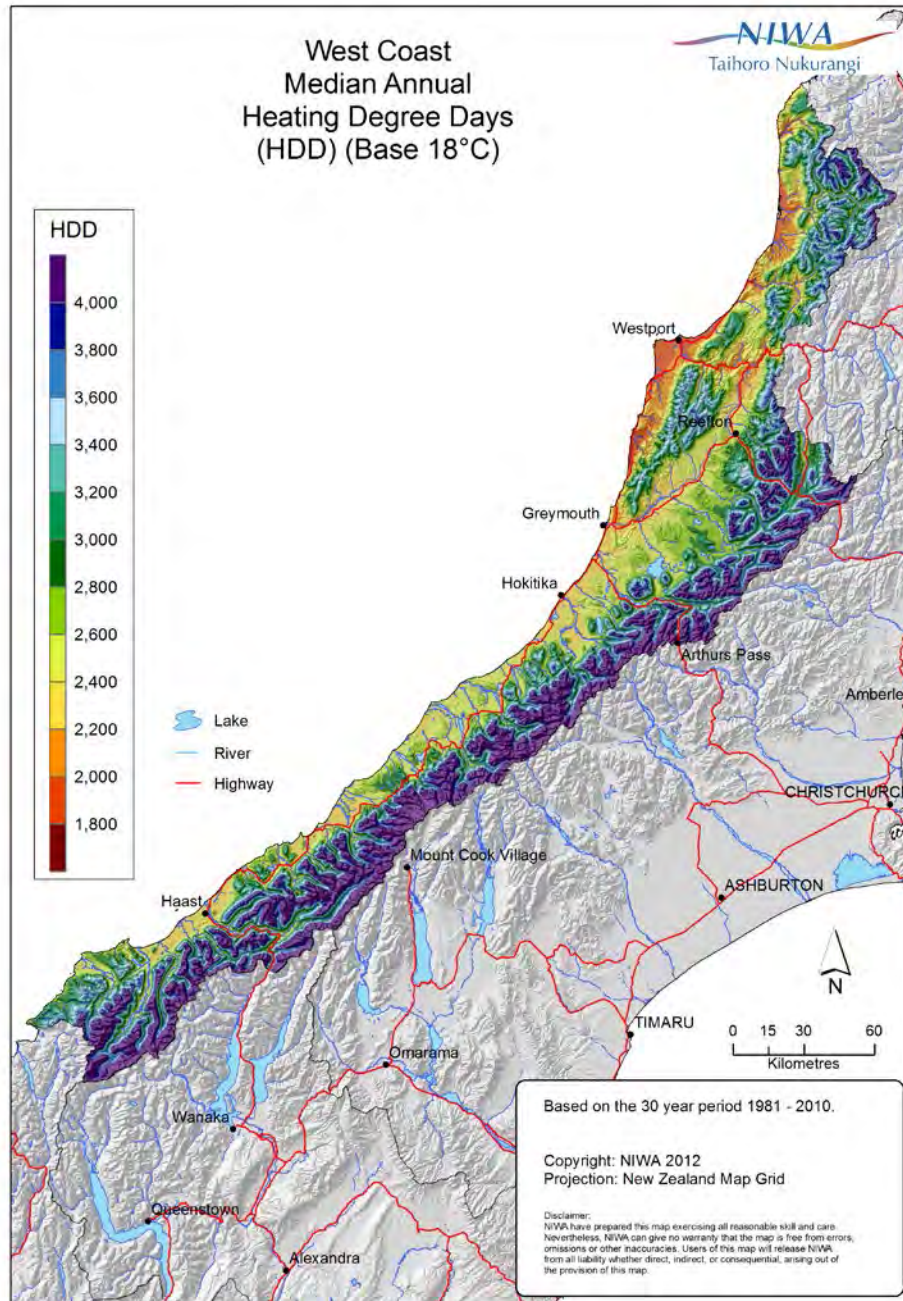 West Coast
Median Annual
Heating Degree Days
(HDD) (Base 18°C)
NIWA
Taihoro Nukurangi
HDD
4,000
3,800
3,600
3,400
3,200
3,000
2,800
2,600
2,400
2,200
2,000
1,800
Lake
River
Highway
Westport
Reefton
Greymouth
Hokitika
Arthurs Pass
Amberle
CHRISTCHURCH
Mount Cook Village
ASHBURTON
Haast
N
TIMARU
0 15 30 60
Kilometres
Omarama
Wanaka
Queenstown
Alexandra
Based on the 30 year period 1981 - 2010.
Copyright: NIWA 2012
Projection: New Zealand Map Grid
Disclaimer:
NIWA have prepared this map exercising all reasonable skill and care.
Nevertheless, NIWA can give no warranty that the map is free from errors,
omissions or other inaccuracies. Users of this map will release NIWA
from all liability whether direct, indirect, or consequential, arising out of
the provision of this map.